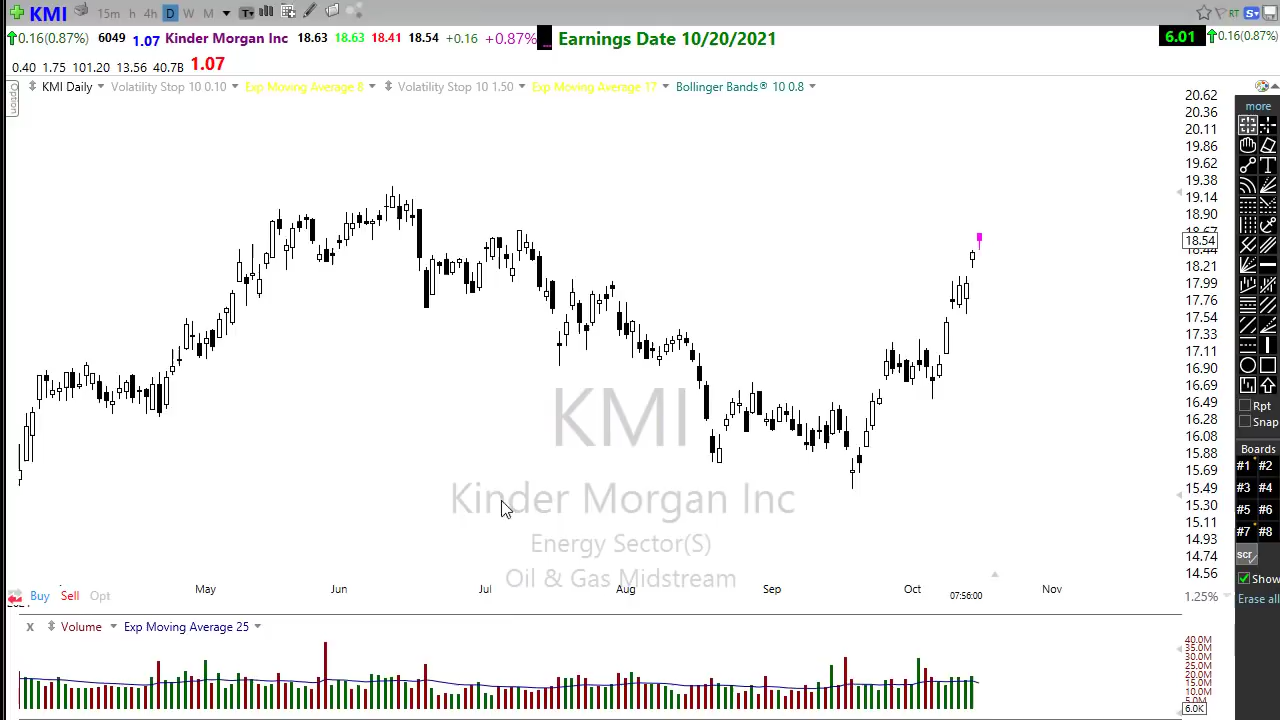 KMI 15m h 4h D W M T
RT S
0.16(0.87%) 6049 1.07 Kinder Morgan Inc 18.63 18.63 18.41 18.54 +0.16 +0.87% ... Earnings Date 10/20/2021 6.01 0.16(0.87%)
0.40 1.75 101.20 13.56 40.7B 1.07
Option
KMI Daily Volatility Stop 10 0.10 Exp Moving Average 8 Volatility Stop 10 1.50 Exp Moving Average 17 Bollinger Bands® 10 0.8
20.62
20.36
20.11
19.86
19.62
19.38
19.14
18.90
18.54
18.21
17.99
17.76
17.54
17.33
17.11
16.90
16.69
16.49
16.28
16.08
15.88
15.69
15.49
15.30
15.11
14.93
14.74
14.56
more
T
Rpt
Snap
Boards
#1 #2
#3 #4
#5 #6
#7 #8
scr
Show
Erase all
KMI
Kinder Morgan Inc
Energy Sector(S)
Oil & Gas Midstream
May Jun Jul Aug Sep Oct Nov
07:56:00
Buy Sell Opt
1.25%
X Volume Exp Moving Average 25
40.0M
35.0M
30.0M
25.0M
20.0M
15.0M
10.0M
6.0K